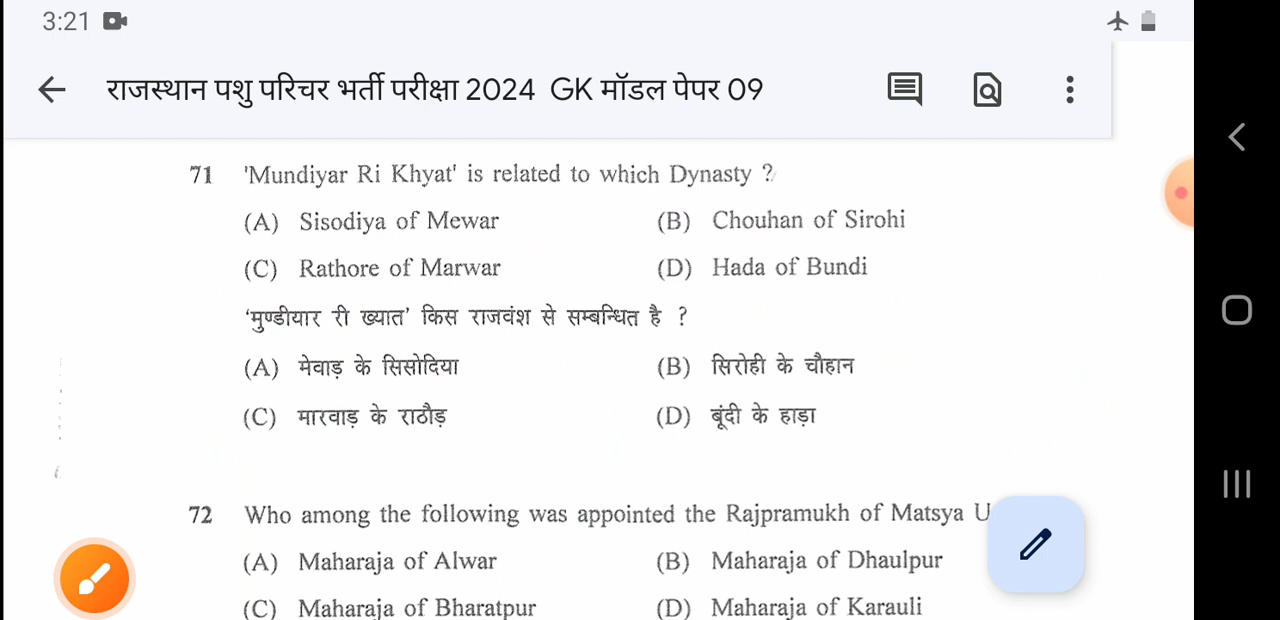 3:21
राजस्थान पशु परिचर भर्ती परीक्षा 2024 GK मॉडल पेपर 09
71 'Mundiyar Ri Khyat' is related to which Dynasty ?
(A) Sisodiya of Mewar (B) Chouhan of Sirohi
(C) Rathore of Marwar (D) Hada of Bundi
‘मुण्डीयार री ख्यात’ किस राजवंश से सम्बन्धित है ?
(A) मेवाड़ के सिसोदिया (B) सिरोही के चौहान
(C) मारवाड़ के राठौड़ (D) बूंदी के हाड़ा
72 Who among the following was appointed the Rajpramukh of Matsya U
(A) Maharaja of Alwar (B) Maharaja of Dhaulpur
(C) Maharaja of Bharatpur (D) Maharaja of Karauli